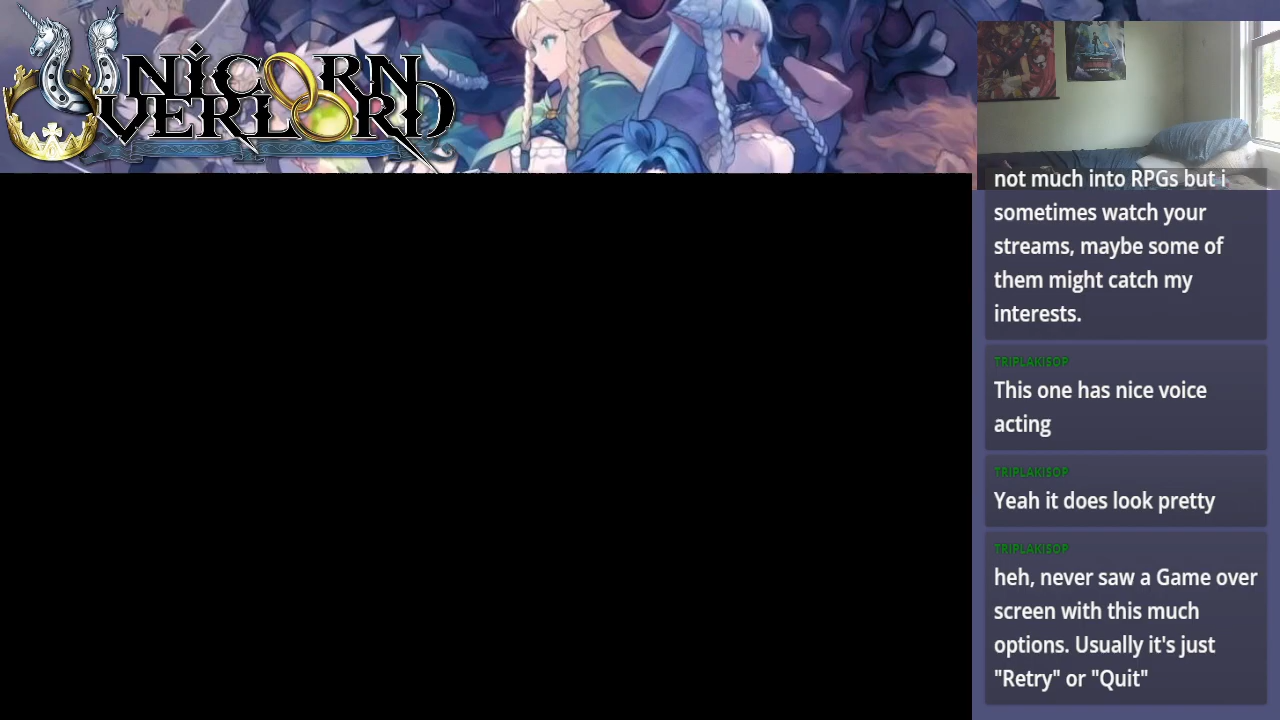 UNICORN
OVERLORD
not much into RPGs but i
sometimes watch your
streams, maybe some of
them might catch my
interests.
TRIPLAKISOP
This one has nice voice
acting
TRIPLAKISOP
Yeah it does look pretty
TRIPLAKISOP
heh, never saw a Game over
screen with this much
options. Usually it's just
"Retry" or "Quit"